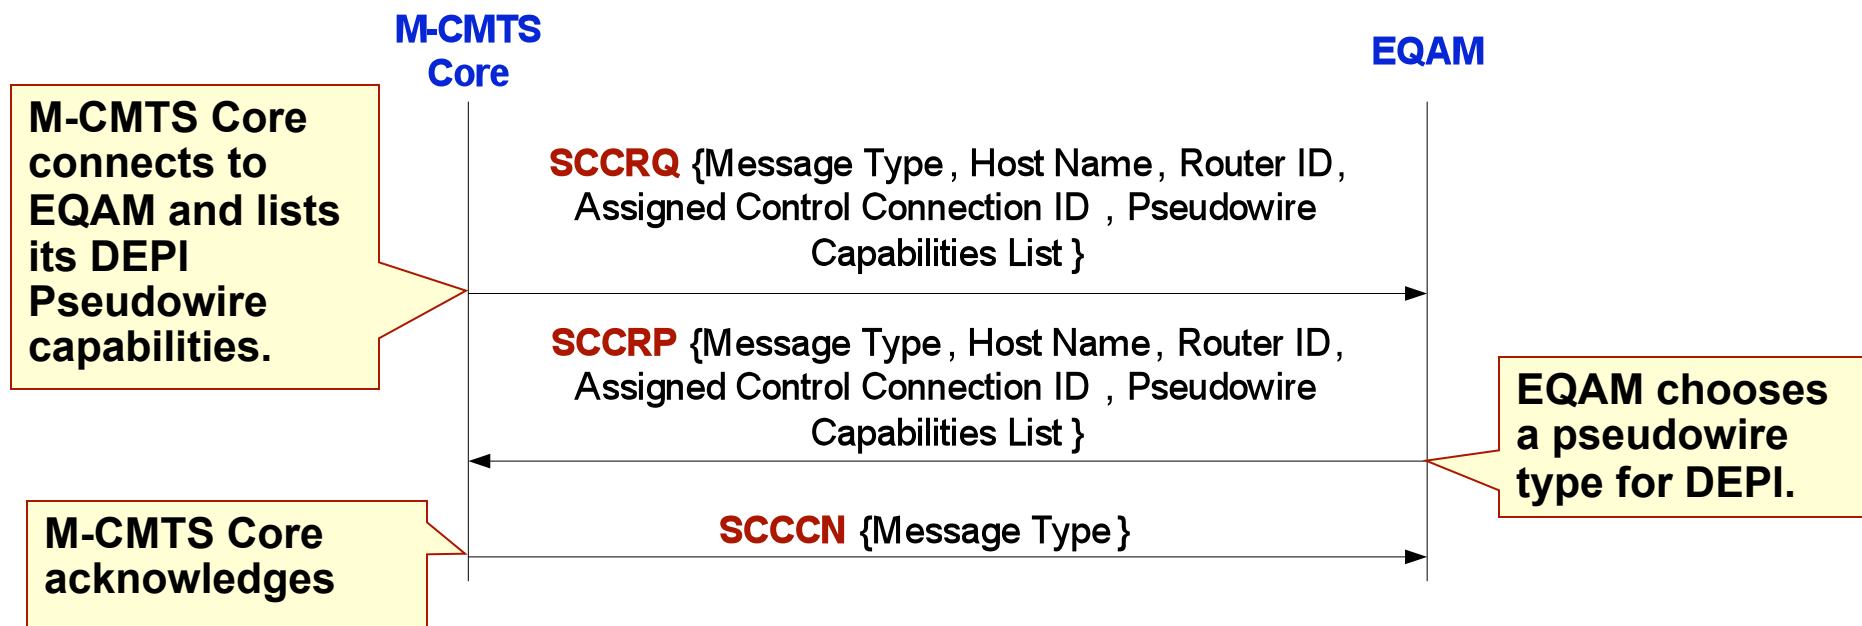 M-CMTS
Core
EQAM
M-CMTS Core
connects to
EQAM and lists
its DEPI
Pseudowire
capabilities.
SCCRQ {Message Type, Host Name, Router ID,
Assigned Control Connection ID , Pseudowire
Capabilities List }
SCCRP {Message Type, Host Name, Router ID,
Assigned Control Connection ID , Pseudowire
Capabilities List }
EQAM chooses
a pseudowire
type for DEPI.
M-CMTS Core
acknowledges
SCCCN {Message Type}